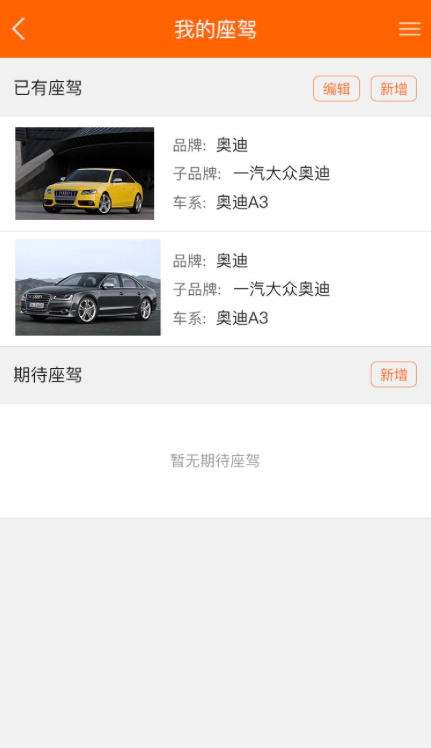 我的座驾
已有座驾 编辑 新增
品牌: 奥迪
子品牌: 一汽大众奥迪
车系: 奥迪A3
品牌: 奥迪
子品牌: 一汽大众奥迪
车系: 奥迪A3
期待座驾 新增
暂无期待座驾